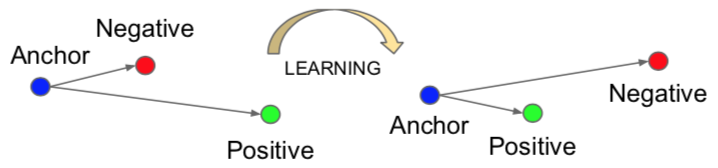 Negative
Anchor
Positive
LEARNING
Anchor
Negative
Positive